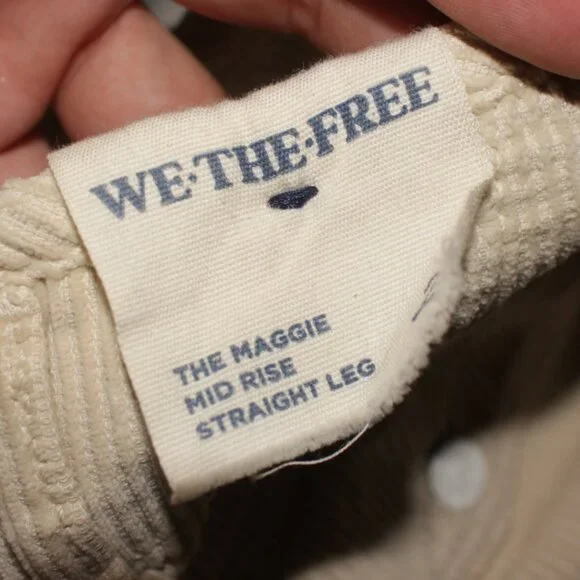 WE·THE·FREE
THE MAGGIE
MID RISE
STRAIGHT LEG